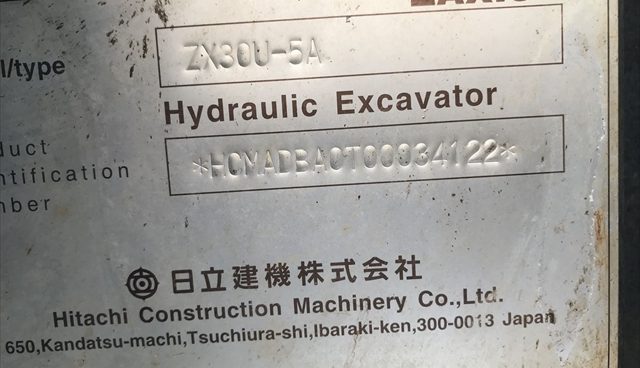 l/type
ZX30U-5A
Hydraulic Excavator
duct
ntification
mber
*HCMADBACT00034122*
日立建機株式会社
Hitachi Construction Machinery Co.,Ltd.
650,Kandatsu-machi,Tsuchiura-shi,Ibaraki-ken,300-0013 Japan